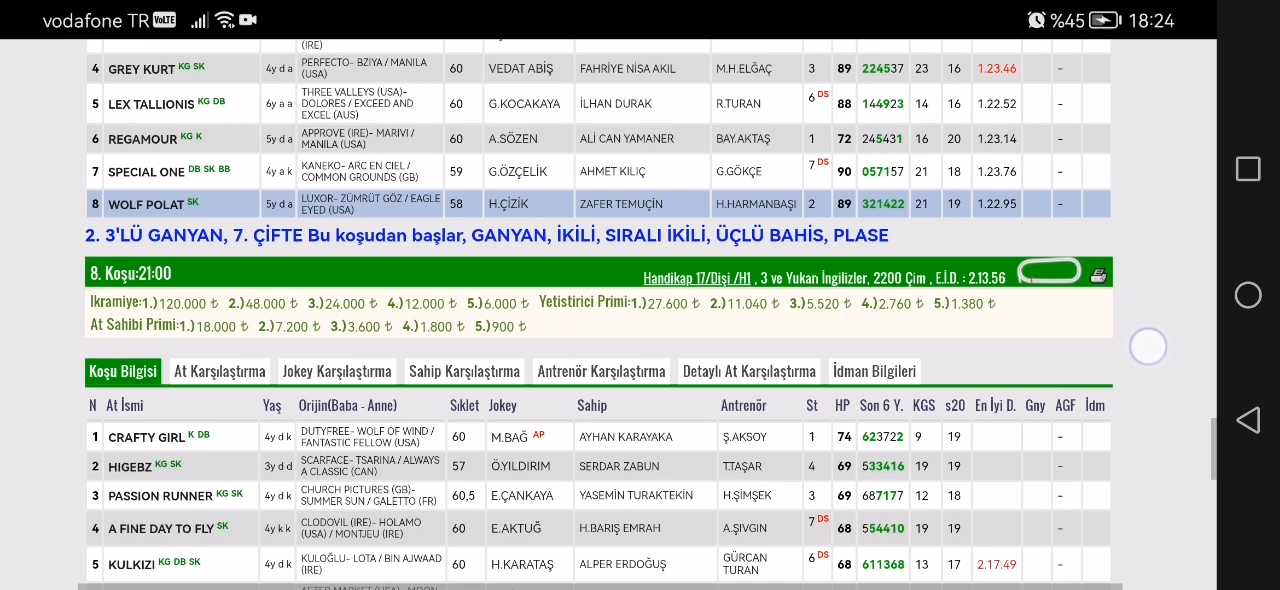 vodafone TR VoLTE %45 18:24
(IRE)
4 GREY KURT KG SK 4y d a PERFECTO- BZIYA / MANILA (USA) 60 VEDAT ABİŞ FAHRİYE NİSA AKIL M.H.ELĞAÇ 3 89 224537 23 16 1.23.46 -
5 LEX TALLIONIS KG DB 6y a a THREE VALLEYS (USA)- DOLORES / EXCEED AND EXCEL (AUS) 60 G.KOCAKAYA İLHAN DURAK R.TURAN 6 DS 88 144923 14 16 1.22.52 -
6 REGAMOUR KG K 5y d a APPROVE (IRE)- MARIVI / MANILA (USA) 60 A.SÖZEN ALİ CAN YAMANER BAY.AKTAŞ 1 72 245431 16 20 1.23.14 -
7 SPECIAL ONE DB SK BB 4y a k KANEKO- ARC EN CIEL / COMMON GROUNDS (GB) 59 G.ÖZÇELİK AHMET KILIÇ G.GÖKÇE 7 DS 90 057157 21 18 1.23.76 -
8 WOLF POLAT SK 5y d a LUXOR- ZÜMRÜT GÖZ / EAGLE EYED (USA) 58 H.ÇİZİK ZAFER TEMUÇİN H.HARMANBAŞI 2 89 321422 21 19 1.22.95 -
2. 3'LÜ GANYAN, 7. ÇİFTE Bu koşudan başlar, GANYAN, İKİLİ, SIRALI İKİLİ, ÜÇLÜ BAHİS, PLASE
8. Koşu:21:00 Handikap 17/Dişi /H1 , 3 ve Yukarı İngilizler, 2200 Çim , E.İ.D. : 2.13.56
Ikramiye:1.)120.000 ₺ 2.)48.000 ₺ 3.)24.000 ₺ 4.)12.000 ₺ 5.)6.000 ₺ Yetistirici Primi:1.)27.600 ₺ 2.)11.040 ₺ 3.)5.520 ₺ 4.)2.760 ₺ 5.)1.380 ₺
At Sahibi Primi:1.)18.000 ₺ 2.)7.200 ₺ 3.)3.600 ₺ 4.)1.800 ₺ 5.)900 ₺
Koşu Bilgisi At Karşılaştırma Jokey Karşılaştırma Sahip Karşılaştırma Antrenör Karşılaştırma Detaylı At Karşılaştırma İdman Bilgileri
N At İsmi Yaş Orijin(Baba - Anne) Sıklet Jokey Sahip Antrenör St HP Son 6 Y. KGS s20 En İyi D. Gny AGF İdm
1 CRAFTY GIRL K DB 4y d k DUTYFREE- WOLF OF WIND / FANTASTIC FELLOW (USA) 60 M.BAĞ AP AYHAN KARAYAKA Ş.AKSOY 1 74 623722 9 19 -
2 HIGEBZ KG SK 3y d d SCARFACE- TSARINA / ALWAYS A CLASSIC (CAN) 57 Ö.YILDIRIM SERDAR ZABUN T.TAŞAR 4 69 533416 19 19 -
3 PASSION RUNNER KG SK 4y d k CHURCH PICTURES (GB)- SUMMER SUN / GALETTO (FR) 60,5 E.ÇANKAYA YASEMİN TURAKTEKİN H.ŞİMŞEK 3 69 687177 12 18 -
4 A FINE DAY TO FLY SK 4y k k CLODOVIL (IRE)- HOLAMO (USA) / MONTJEU (IRE) 60 E.AKTUĞ H.BARIŞ EMRAH A.ŞIVGIN 7 DS 68 554410 19 19 -
5 KULKIZI KG DB SK 4y d k KULOĞLU- LOTA / BIN AJWAAD (IRE) 60 H.KARATAŞ ALPER ERDOĞUŞ GÜRCAN TURAN 6 DS 68 611368 13 17 2.17.49 -